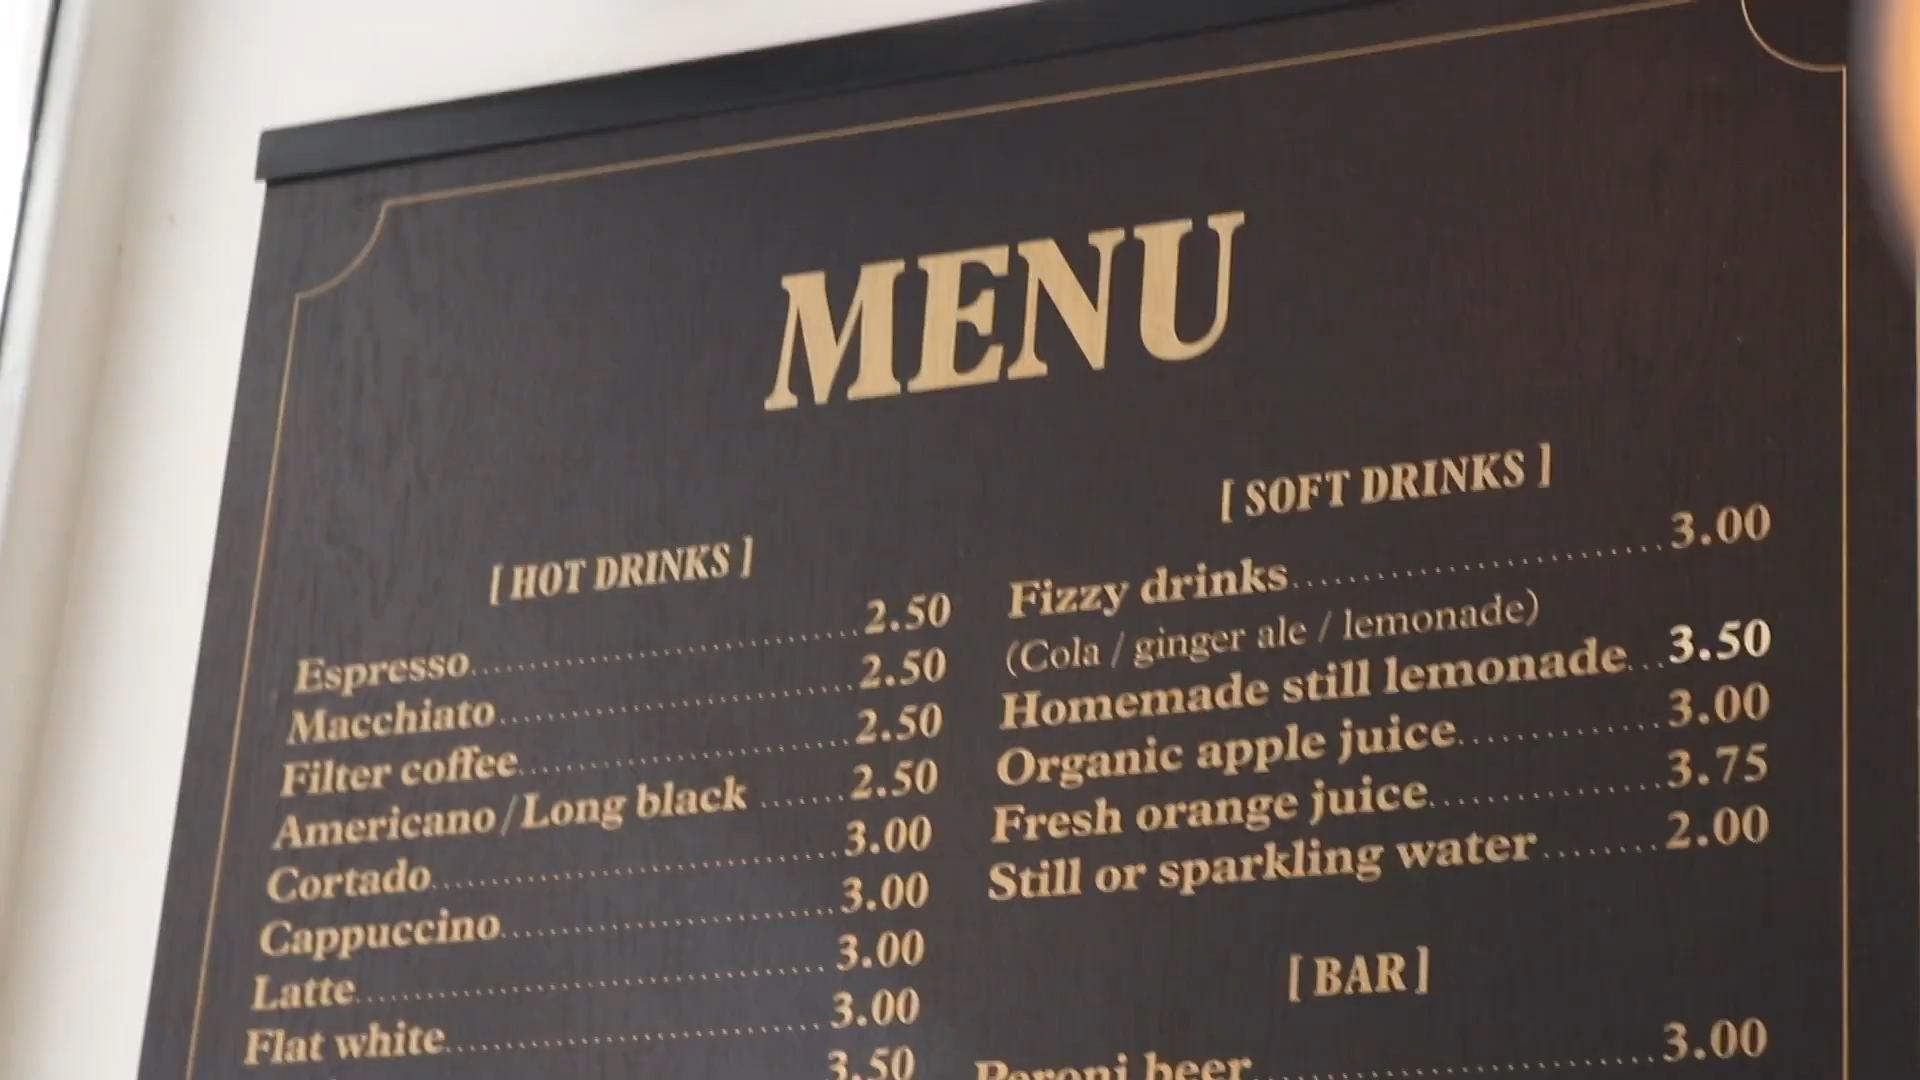 MENU
[ HOT DRINKS ]
Espresso 2.50
Macchiato 2.50
Filter coffee 2.50
Americano/Long black 2.50
Cortado 3.00
Cappuccino 3.00
Latte 3.00
Flat white 3.00
3.50
[ SOFT DRINKS ]
Fizzy drinks 3.00
(Cola / ginger ale / lemonade)
Homemade still lemonade 3.50
Organic apple juice 3.00
Fresh orange juice 3.75
Still or sparkling water 2.00
[ BAR ]
Peroni beer 3.00